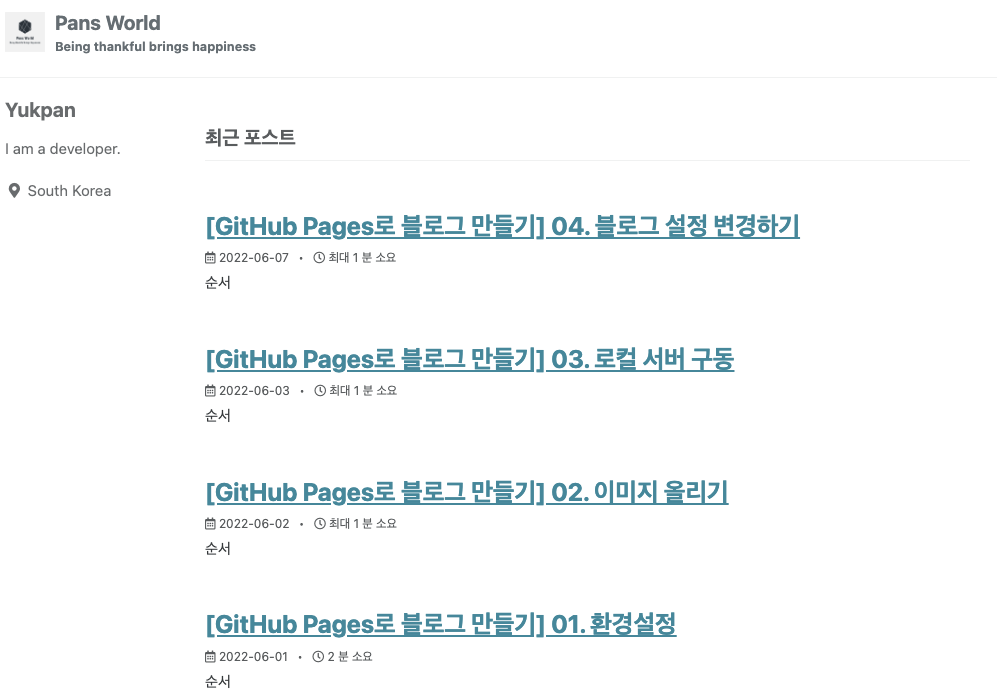 Pans World
Being thankful brings happiness
Yukpan
I am a developer.
South Korea
최근 포스트
[GitHub Pages로 블로그 만들기] 04. 블로그 설정 변경하기
2022-06-07 • 최대 1 분 소요
순서
[GitHub Pages로 블로그 만들기] 03. 로컬 서버 구동
2022-06-03 • 최대 1 분 소요
순서
[GitHub Pages로 블로그 만들기] 02. 이미지 올리기
2022-06-02 • 최대 1 분 소요
순서
[GitHub Pages로 블로그 만들기] 01. 환경설정
2022-06-01 • 2 분 소요
순서